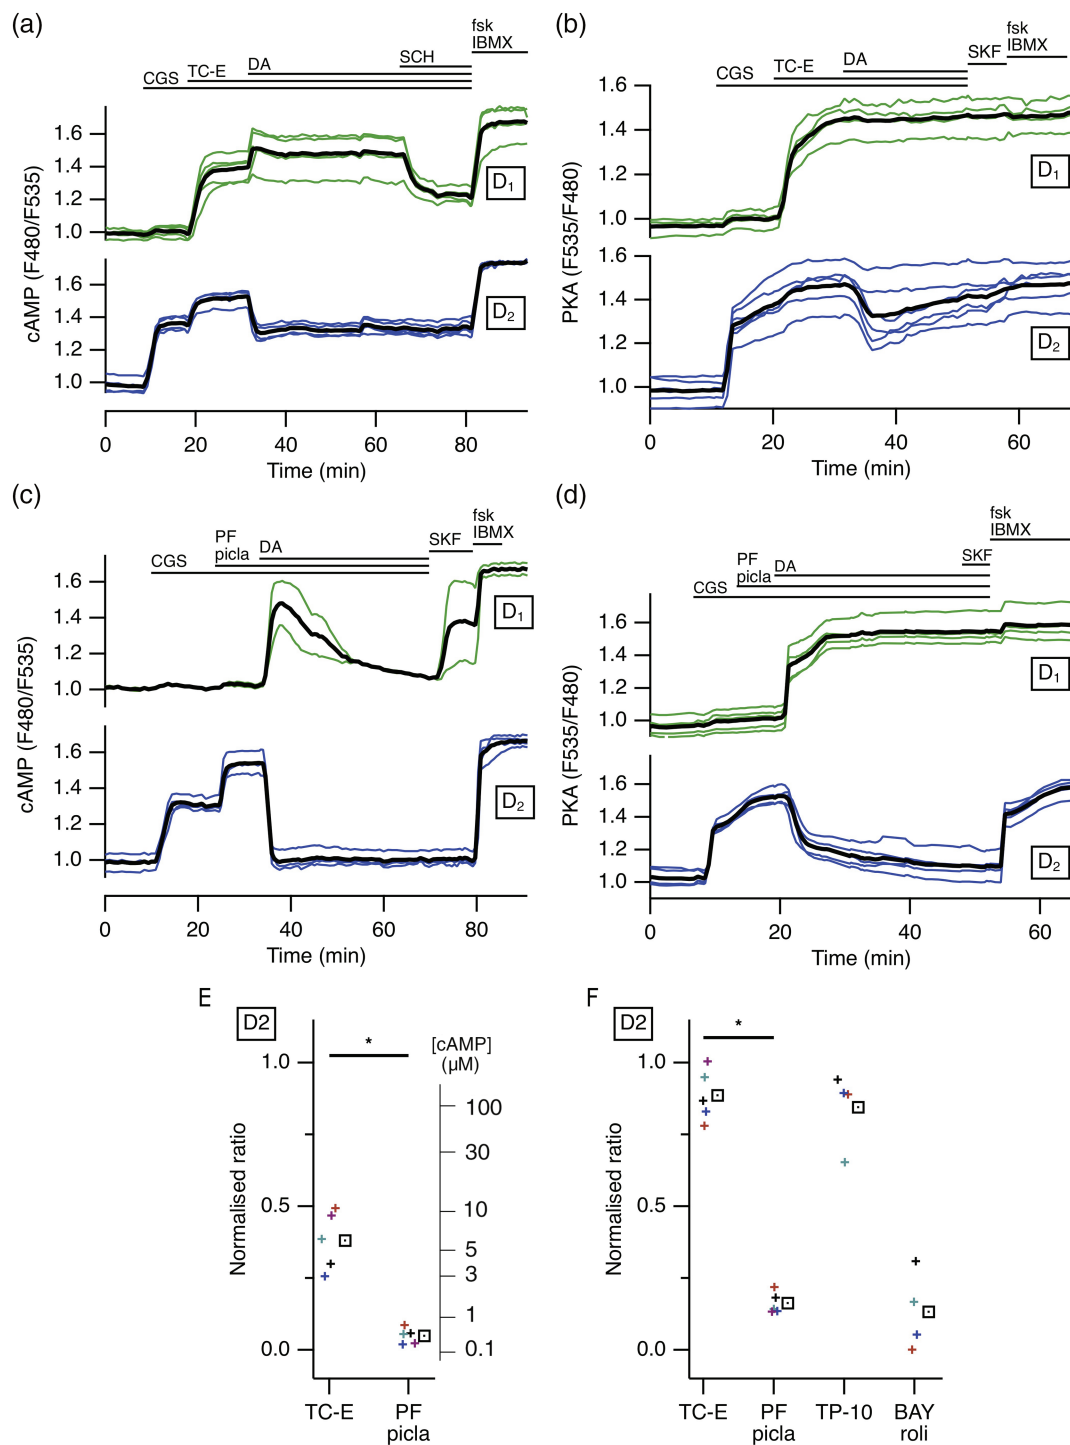 (a)
fsk
IBMX
SCH
DA
TC-E
CGS
1.6
1.4
1.2
1.0
D1
cAMP (F480/F535)
1.6
1.4
1.2
1.0
D2
0 20 40 60 80
Time (min)
(b)
fsk
IBMX
SKF
DA
TC-E
CGS
1.6
1.4
1.2
1.0
D1
PKA (F535/F480)
1.6
1.4
1.2
1.0
D2
0 20 40 60
Time (min)
(c)
fsk
IBMX
SKF
PF
picla
DA
CGS
1.6
1.4
1.2
1.0
D1
cAMP (F480/F535)
1.6
1.4
1.2
1.0
D2
0 20 40 60 80
Time (min)
(d)
fsk
IBMX
SKF
PF
picla
DA
CGS
1.6
1.4
1.2
1.0
D1
PKA (F535/F480)
1.6
1.4
1.2
1.0
D2
0 20 40 60
Time (min)
E
D2
*
[cAMP]
(µM)
1.0
0.5
0.0
Normalised ratio
100
30
10
5
3
1
0.1
TC-E
PF
picla
F
D2
*
1.0
0.5
0.0
Normalised ratio
TC-E
PF
picla
TP-10
BAY
roli